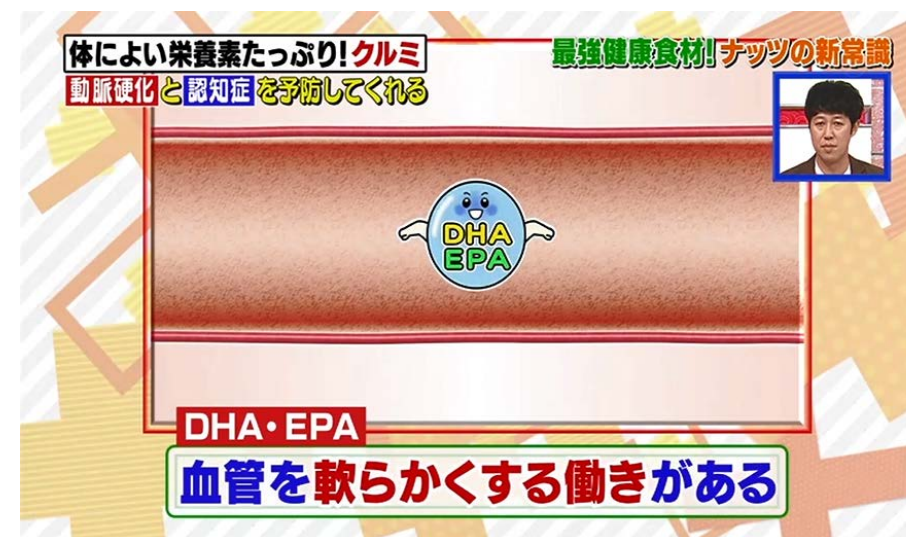 体によい栄養素たっぷり!クルミ
動脈硬化と認知症を予防してくれる
最強健康食材!ナッツの新常識
DHA
EPA
DHA・EPA
血管を軟らかくする働きがある